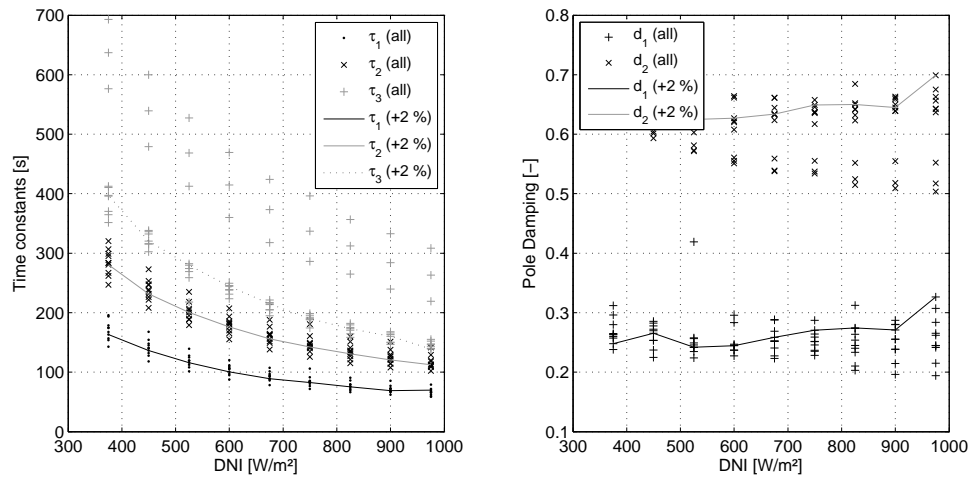 700
600
500
400
300
200
100
0
300 400 500 600 700 800 900 1000
DNI [W/m²]
Time constants [s]
τ1 (all)
τ2 (all)
τ3 (all)
τ1 (+2 %)
τ2 (+2 %)
τ3 (+2 %)
0.8
0.7
0.6
0.5
0.4
0.3
0.2
0.1
300 400 500 600 700 800 900 1000
DNI [W/m²]
Pole Damping [−]
d1 (all)
d2 (all)
d1 (+2 %)
d2 (+2 %)